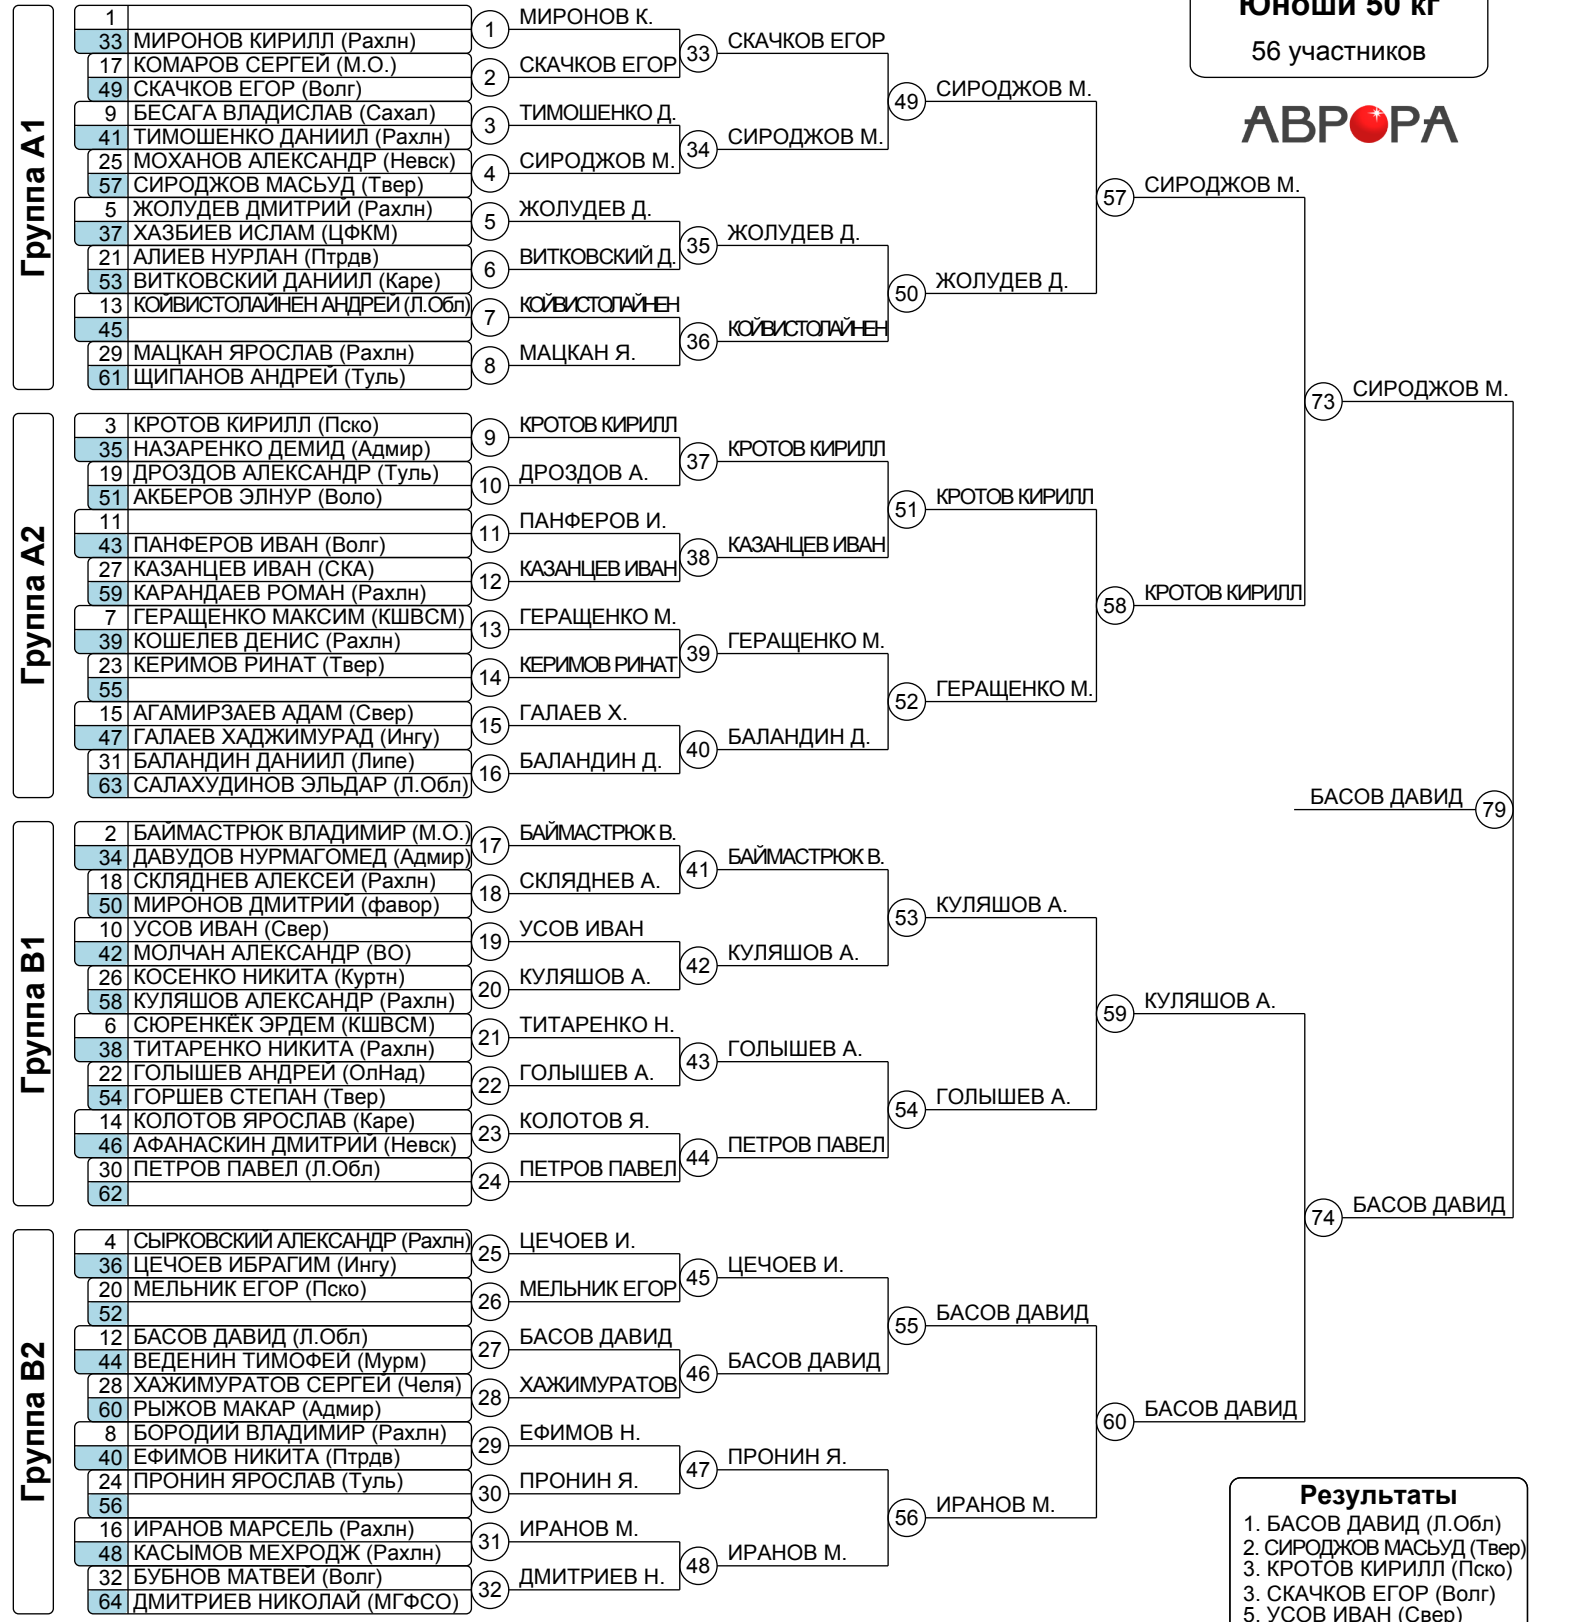 Юноши 50 кг
56 участников
АВРОРА
Группа А1
1
33 МИРОНОВ КИРИЛЛ (Рахлн)
17 КОМАРОВ СЕРГЕЙ (М.О.)
49 СКАЧКОВ ЕГОР (Волг)
9 БЕСАГА ВЛАДИСЛАВ (Сахал)
41 ТИМОШЕНКО ДАНИИЛ (Рахлн)
25 МОХАНОВ АЛЕКСАНДР (Невск)
57 СИРОДЖОВ МАСЬУД (Твер)
5 ЖОЛУДЕВ ДМИТРИЙ (Рахлн)
37 ХАЗБИЕВ ИСЛАМ (ЦФКМ)
21 АЛИЕВ НУРЛАН (Птрдв)
53 ВИТКОВСКИЙ ДАНИИЛ (Каре)
13 КОЙВИСТОЛАЙНЕН АНДРЕЙ (Л.Обл)
45
29 МАЦКАН ЯРОСЛАВ (Рахлн)
61 ЩИПАНОВ АНДРЕЙ (Туль)
Группа А2
3 КРОТОВ КИРИЛЛ (Пско)
35 НАЗАРЕНКО ДЕМИД (Адмир)
19 ДРОЗДОВ АЛЕКСАНДР (Туль)
51 АКБЕРОВ ЭЛНУР (Воло)
11
43 ПАНФЕРОВ ИВАН (Волг)
27 КАЗАНЦЕВ ИВАН (СКА)
59 КАРАНДАЕВ РОМАН (Рахлн)
7 ГЕРАЩЕНКО МАКСИМ (КШВСМ)
39 КОШЕЛЕВ ДЕНИС (Рахлн)
23 КЕРИМОВ РИНАТ (Твер)
55
15 АГАМИРЗАЕВ АДАМ (Свер)
47 ГАЛАЕВ ХАДЖИМУРАД (Ингу)
31 БАЛАНДИН ДАНИИЛ (Липе)
63 САЛАХУДИНОВ ЭЛЬДАР (Л.Обл)
Группа В1
2 БАЙМАСТРЮК ВЛАДИМИР (М.О.)
34 ДАВУДОВ НУРМАГОМЕД (Адмир)
18 СКЛЯДНЕВ АЛЕКСЕЙ (Рахлн)
50 МИРОНОВ ДМИТРИЙ (фавор)
10 УСОВ ИВАН (Свер)
42 МОЛЧАН АЛЕКСАНДР (ВО)
26 КОСЕНКО НИКИТА (Куртн)
58 КУЛЯШОВ АЛЕКСАНДР (Рахлн)
6 СЮРЕНКЁК ЭРДЕМ (КШВСМ)
38 ТИТАРЕНКО НИКИТА (Рахлн)
22 ГОЛЫШЕВ АНДРЕЙ (ОлНад)
54 ГОРШЕВ СТЕПАН (Твер)
14 КОЛОТОВ ЯРОСЛАВ (Каре)
46 АФАНАСКИН ДМИТРИЙ (Невск)
30 ПЕТРОВ ПАВЕЛ (Л.Обл)
62
Группа В2
4 СЫРКОВСКИЙ АЛЕКСАНДР (Рахлн)
36 ЦЕЧОЕВ ИБРАГИМ (Ингу)
20 МЕЛЬНИК ЕГОР (Пско)
52
12 БАСОВ ДАВИД (Л.Обл)
44 ВЕДЕНИН ТИМОФЕЙ (Мурм)
28 ХАЖИМУРАТОВ СЕРГЕЙ (Челя)
60 РЫЖОВ МАКАР (Адмир)
8 БОРОДИЙ ВЛАДИМИР (Рахлн)
40 ЕФИМОВ НИКИТА (Птрдв)
24 ПРОНИН ЯРОСЛАВ (Туль)
56
16 ИРАНОВ МАРСЕЛЬ (Рахлн)
48 КАСЫМОВ МЕХРОДЖ (Рахлн)
32 БУБНОВ МАТВЕЙ (Волг)
64 ДМИТРИЕВ НИКОЛАЙ (МГФСО)
1 МИРОНОВ К.
2 СКАЧКОВ ЕГОР
3 ТИМОШЕНКО Д.
4 СИРОДЖОВ М.
5 ЖОЛУДЕВ Д.
6 ВИТКОВСКИЙ Д.
7 КОЙВИСТОЛАЙНЕН
8 МАЦКАН Я.
9 КРОТОВ КИРИЛЛ
10 ДРОЗДОВ А.
11 ПАНФЕРОВ И.
12 КАЗАНЦЕВ ИВАН
13 ГЕРАЩЕНКО М.
14 КЕРИМОВ РИНАТ
15 ГАЛАЕВ Х.
16 БАЛАНДИН Д.
17 БАЙМАСТРЮК В.
18 СКЛЯДНЕВ А.
19 УСОВ ИВАН
20 КУЛЯШОВ А.
21 ТИТАРЕНКО Н.
22 ГОЛЫШЕВ А.
23 КОЛОТОВ Я.
24 ПЕТРОВ ПАВЕЛ
25 ЦЕЧОЕВ И.
26 МЕЛЬНИК ЕГОР
27 БАСОВ ДАВИД
28 ХАЖИМУРАТОВ
29 ЕФИМОВ Н.
30 ПРОНИН Я.
31 ИРАНОВ М.
32 ДМИТРИЕВ Н.
33 СКАЧКОВ ЕГОР
34 СИРОДЖОВ М.
35 ЖОЛУДЕВ Д.
36 КОЙВИСТОЛАЙНЕН
37 КРОТОВ КИРИЛЛ
38 КАЗАНЦЕВ ИВАН
39 ГЕРАЩЕНКО М.
40 БАЛАНДИН Д.
41 БАЙМАСТРЮК В.
42 КУЛЯШОВ А.
43 ГОЛЫШЕВ А.
44 ПЕТРОВ ПАВЕЛ
45 ЦЕЧОЕВ И.
46 БАСОВ ДАВИД
47 ПРОНИН Я.
48 ИРАНОВ М.
49 СИРОДЖОВ М.
50 ЖОЛУДЕВ Д.
51 КРОТОВ КИРИЛЛ
52 ГЕРАЩЕНКО М.
53 КУЛЯШОВ А.
54 ГОЛЫШЕВ А.
55 БАСОВ ДАВИД
56 ИРАНОВ М.
57 СИРОДЖОВ М.
58 КРОТОВ КИРИЛЛ
59 КУЛЯШОВ А.
60 БАСОВ ДАВИД
73 СИРОДЖОВ М.
74 БАСОВ ДАВИД
БАСОВ ДАВИД 79
Результаты
1. БАСОВ ДАВИД (Л.Обл)
2. СИРОДЖОВ МАСЬУД (Твер)
3. КРОТОВ КИРИЛЛ (Пско)
3. СКАЧКОВ ЕГОР (Волг)
5. УСОВ ИВАН (Свер)